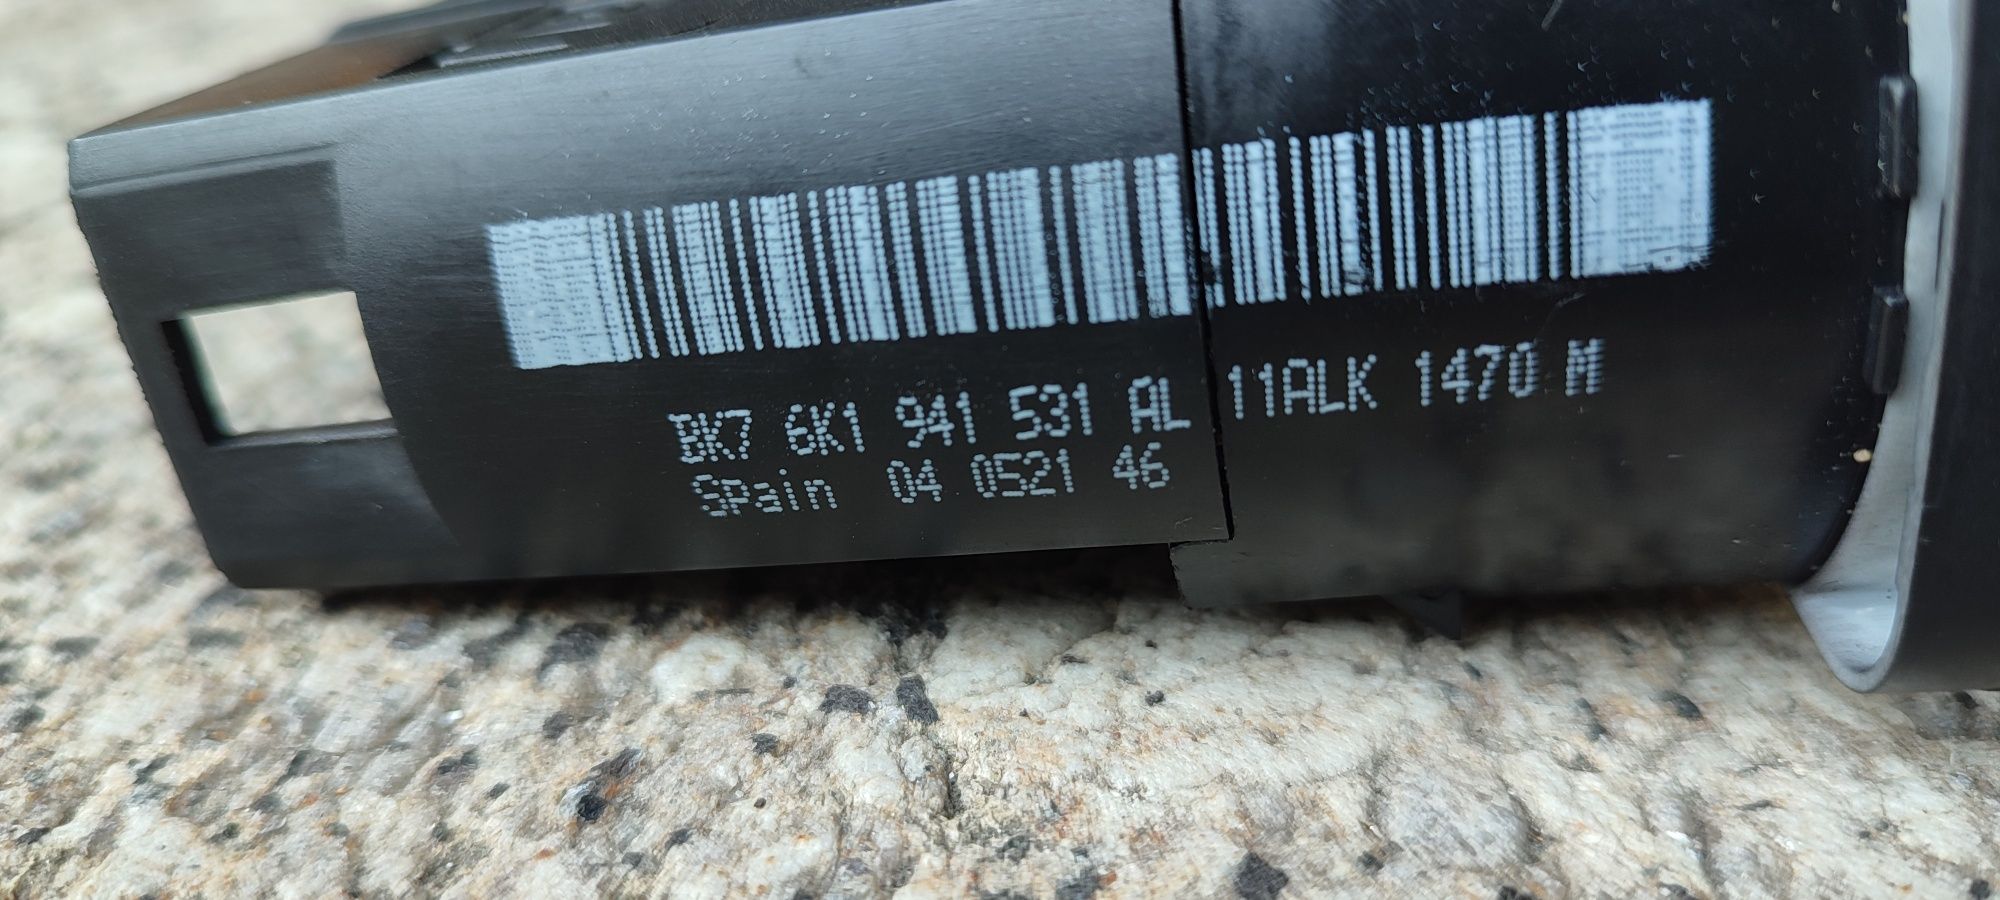 BK7 6K1 941 531 AL 11ALK 1470 M
SPain 04 0521 46